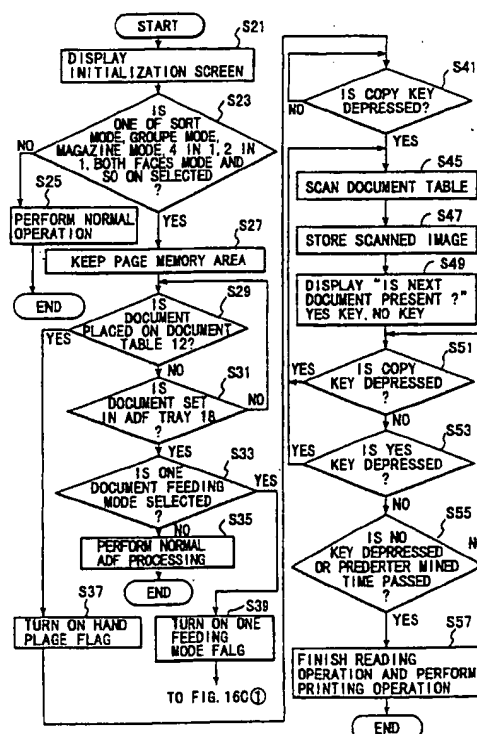 START
S21
DISPLAY
INITIALIZATION SCREEN
S23
IS
ONE OF SORT
MODE, GROUPE MODE,
MAGAZINE MODE, 4 IN 1, 2 IN
1, BOTH FACES MODE AND
SO ON SELECTED
?
NO
YES
S25
PERFORM NORMAL
OPERATION
END
S27
KEEP PAGE MEMORY AREA
S29
IS
DOCUMENT
PLACED ON DOCUMENT
TABLE 12?
YES
NO
S31
IS
DOCUMENT SET
IN ADF TRAY 18
?
NO
YES
S33
IS ONE
DOCUMENT FEEDING
MODE SELECTED
?
YES
NO
S35
PERFORM NORMAL
ADF PROCESSING
END
S37
TURN ON HAND
PLAGE FLAG
S39
TURN ON ONE
FEEDING
MODE FALG
TO FIG. 16C①
S41
IS COPY KEY
DEPRESSED?
NO
YES
S45
SCAN DOCUMENT TABLE
S47
STORE SCANNED IMAGE
S49
DISPLAY "IS NEXT
DOCUMENT PRESENT ?"
YES KEY, NO KEY
S51
IS COPY
KEY DEPRESSED?
YES
NO
S53
IS YES
KEY DEPRESSED?
YES
NO
S55
IS NO
KEY DEPRRESSED
OR PREDERTER MINED
TIME PASSED
?
NO
YES
S57
FINISH READING
OPERATION AND PERFORM
PRINTING OPERATION
END